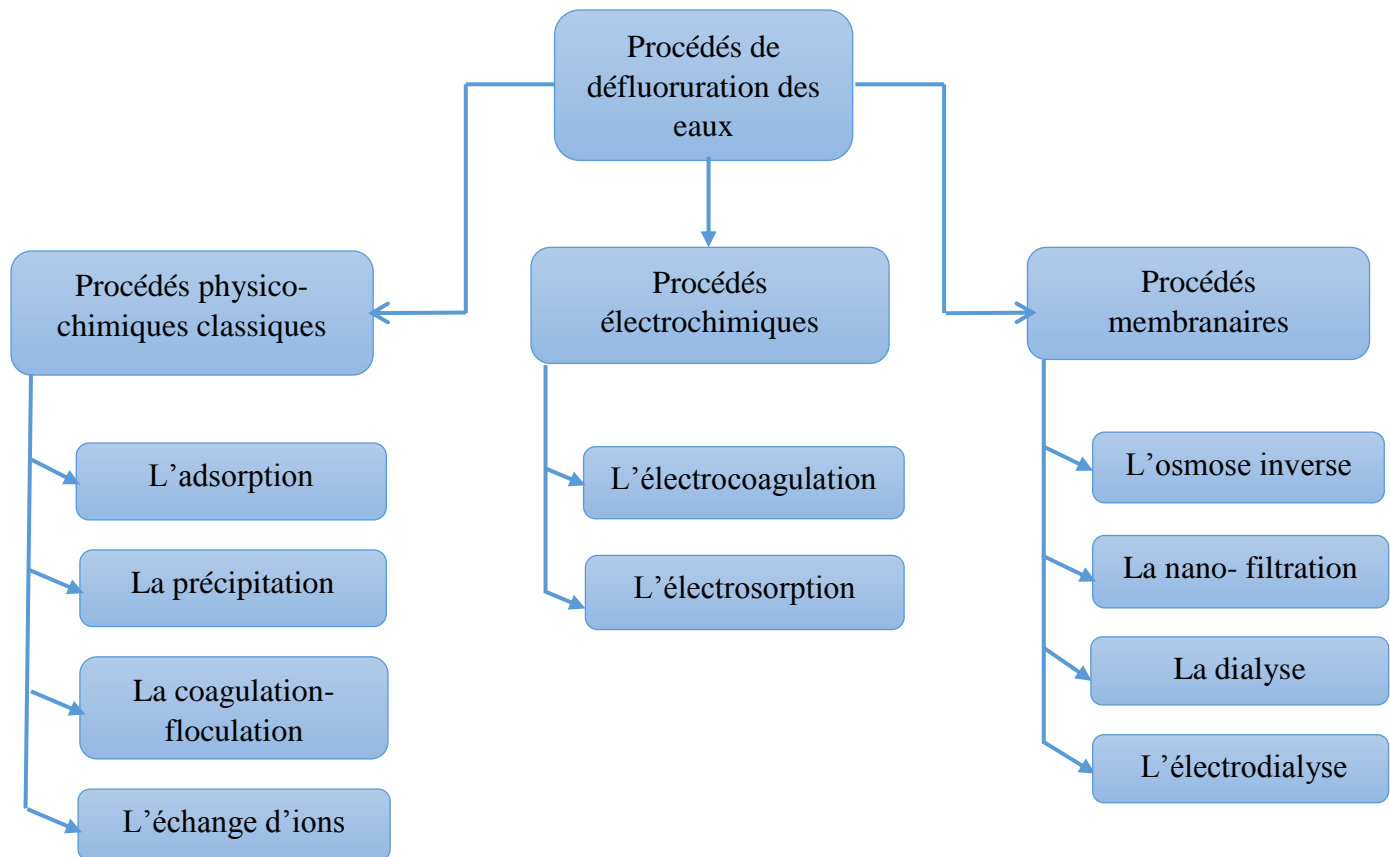 Procédés de
défluoruration des
eaux
Procédés physico-
chimiques classiques
L’adsorption
La précipitation
La coagulation-
floculation
L’échange d’ions
Procédés
électrochimiques
L’électrocoagulation
L’électrosorption
Procédés
membranaires
L’osmose inverse
La nano- filtration
La dialyse
L’électrodialyse